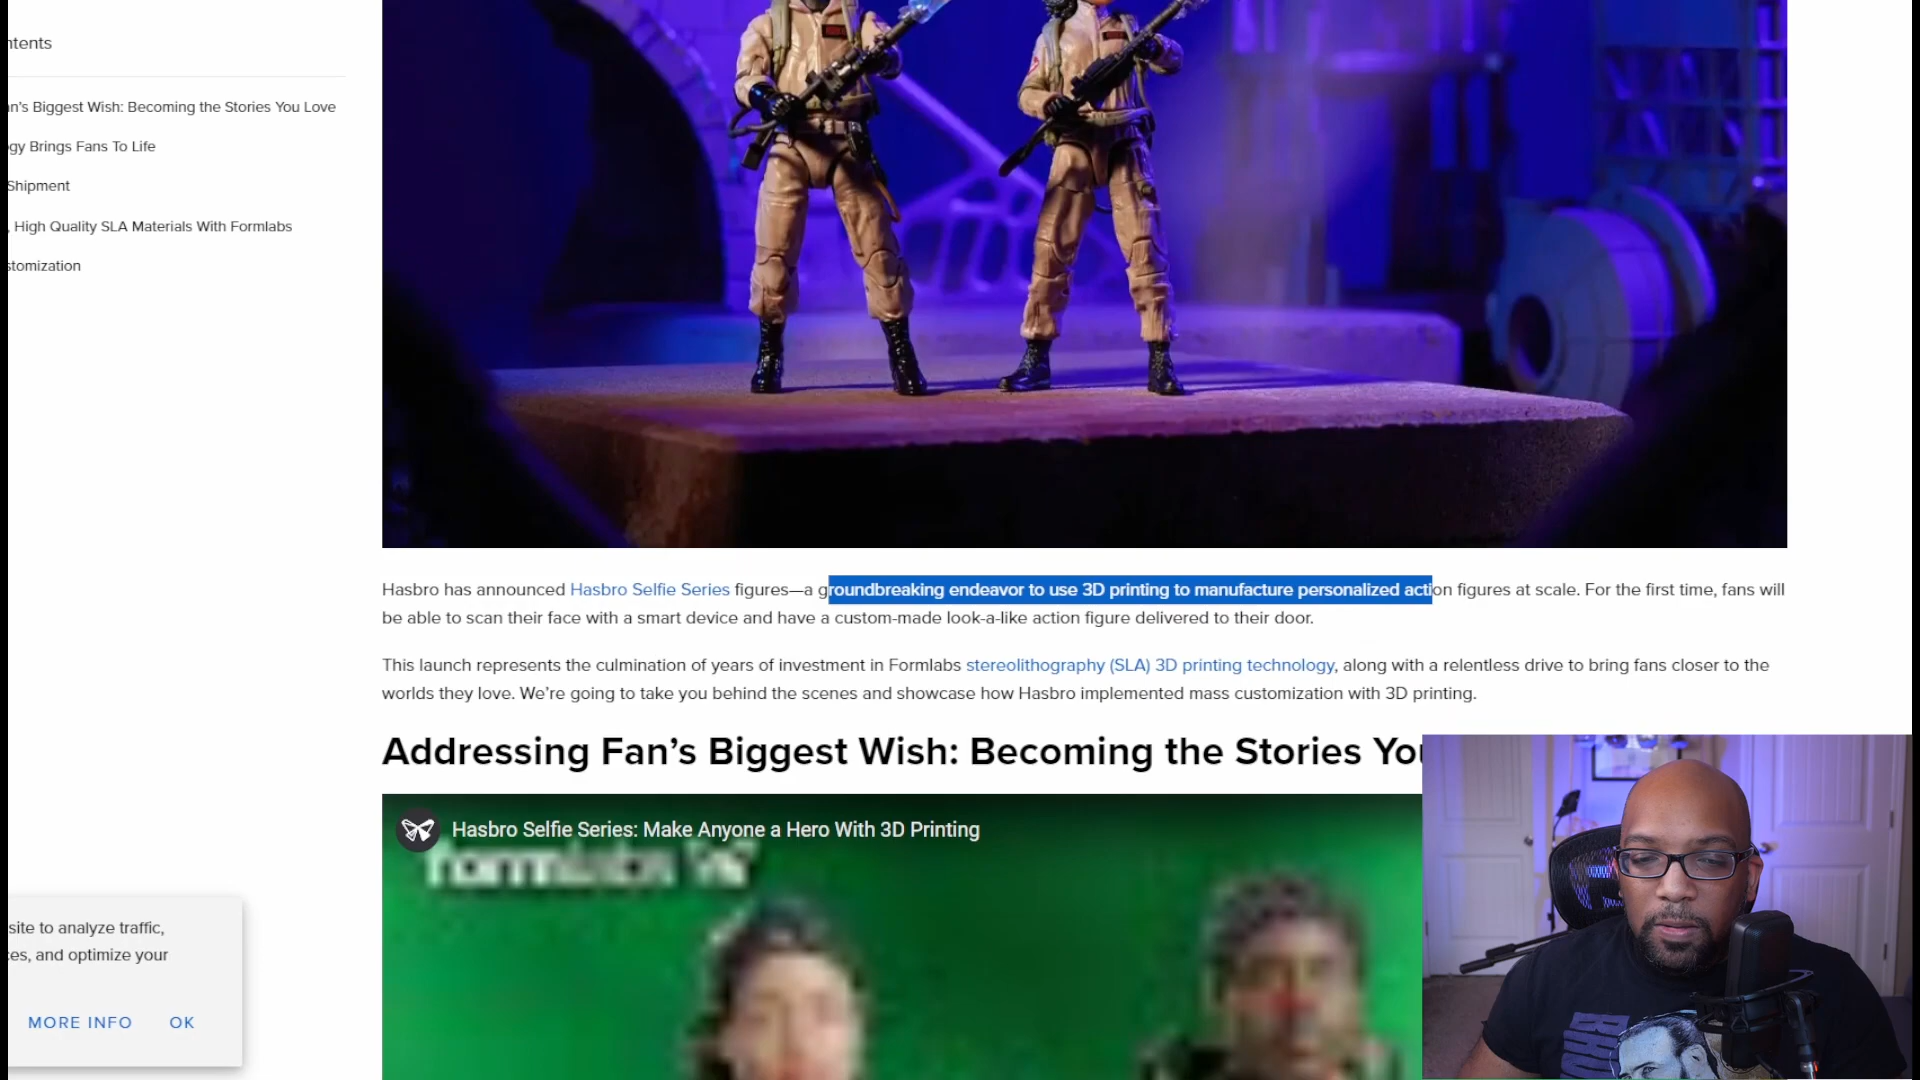 ntents
an's Biggest Wish: Becoming the Stories You Love
gy Brings Fans To Life
Shipment
, High Quality SLA Materials With Formlabs
stomization
Hasbro has announced Hasbro Selfie Series figures—a groundbreaking endeavor to use 3D printing to manufacture personalized action figures at scale. For the first time, fans will
be able to scan their face with a smart device and have a custom-made look-a-like action figure delivered to their door.
This launch represents the culmination of years of investment in Formlabs stereolithography (SLA) 3D printing technology, along with a relentless drive to bring fans closer to the
worlds they love. We're going to take you behind the scenes and showcase how Hasbro implemented mass customization with 3D printing.
Addressing Fan's Biggest Wish: Becoming the Stories You
Hasbro Selfie Series: Make Anyone a Hero With 3D Printing
formlabs
site to analyze traffic,
ces, and optimize your
MORE INFO OK